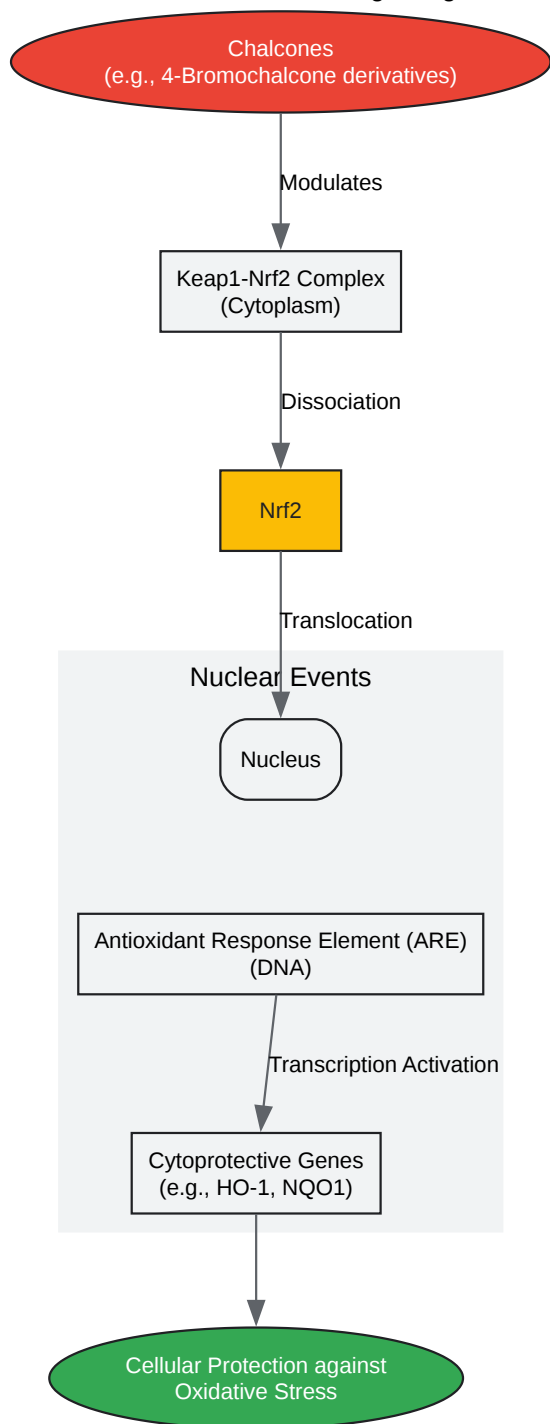 Chalcones
(e.g., 4-Bromochalcone derivatives)
Modulates
Keap1-Nrf2 Complex
(Cytoplasm)
Dissociation
Nrf2
Translocation
Nuclear Events
Nucleus
Antioxidant Response Element (ARE)
(DNA)
Transcription Activation
Cytoprotective Genes
(e.g., HO-1, NQO1)
Cellular Protection against
Oxidative Stress